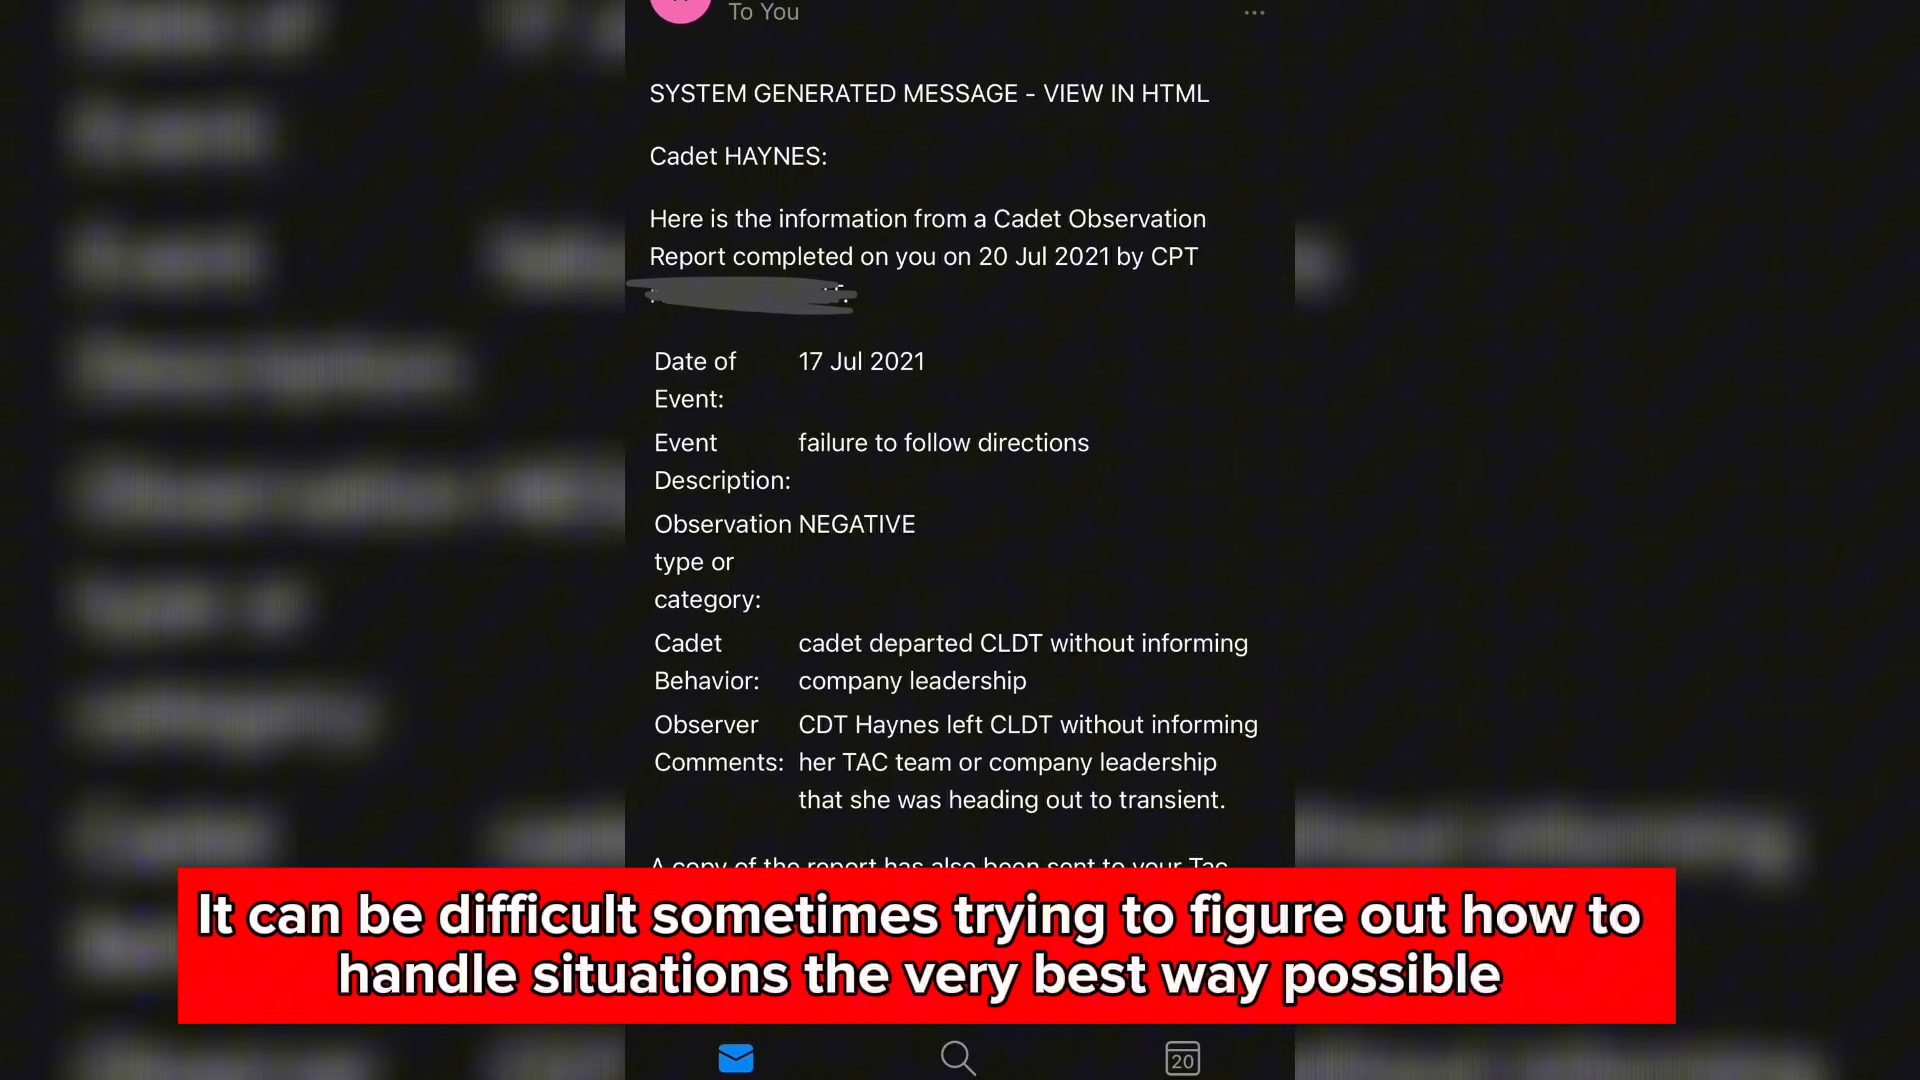 To You
SYSTEM GENERATED MESSAGE - VIEW IN HTML
Cadet HAYNES:
Here is the information from a Cadet Observation
Report completed on you on 20 Jul 2021 by CPT
Date of 17 Jul 2021
Event:
Event failure to follow directions
Description:
Observation NEGATIVE
type or
category:
Cadet cadet departed CLDT without informing
Behavior: company leadership
Observer CDT Haynes left CLDT without informing
Comments: her TAC team or company leadership
that she was heading out to transient.
A copy of the report has also been sent to your Tac
It can be difficult sometimes trying to figure out how to
handle situations the very best way possible
20